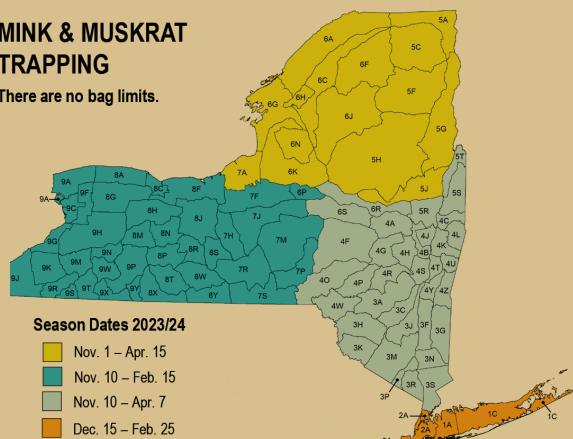 MINK & MUSKRAT
TRAPPING
There are no bag limits.
5A
6A
5C
6F
6C
5F
6H
6G
6J
5G
6N
5H
7A
6K
5J
5T
9A
8A
9F
8C
8F
7F
6P
5S
9A
9C
8G
8H
8J
7J
6S
6R
5R
4A
4C
9G
9H
8M
8N
7H
7M
4F
4J
4L
4G
4H
4B
4K
9K
9M
9N
8P
8R
8S
9J
9W
9P
8T
8W
7R
7P
4R
4S
4T
4U
9R
9S
9T
9X
9Y
8X
8Y
7S
4O
4P
4Y
4Z
4W
3A
3C
3H
3J
3F
3G
3K
3M
3N
3P
3R
3S
2A
2A
1A
1C
1C
Season Dates 2023/24
Nov. 1 – Apr. 15
Nov. 10 – Feb. 15
Nov. 10 – Apr. 7
Dec. 15 – Feb. 25